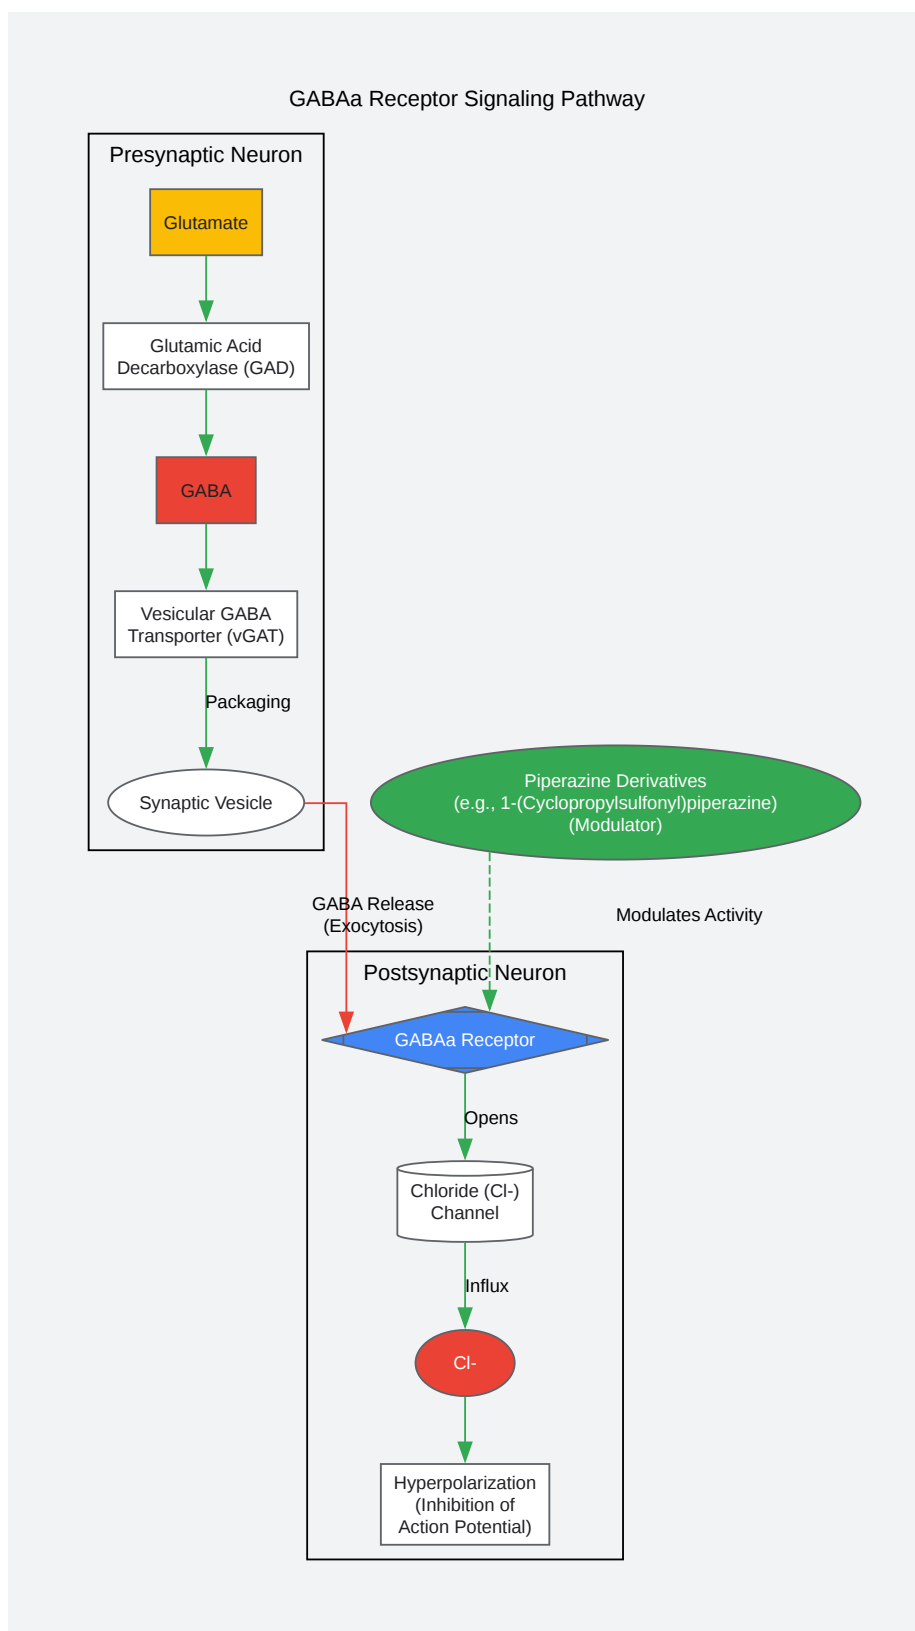 GABAa Receptor Signaling Pathway
Presynaptic Neuron
Glutamate
Glutamic Acid
Decarboxylase (GAD)
GABA
Vesicular GABA
Transporter (vGAT)
Packaging
Synaptic Vesicle
Piperazine Derivatives
(e.g., 1-(Cyclopropylsulfonyl)piperazine)
(Modulator)
GABA Release
(Exocytosis)
Modulates Activity
Postsynaptic Neuron
GABAa Receptor
Opens
Chloride (Cl-)
Channel
Influx
Cl-
Hyperpolarization
(Inhibition of
Action Potential)